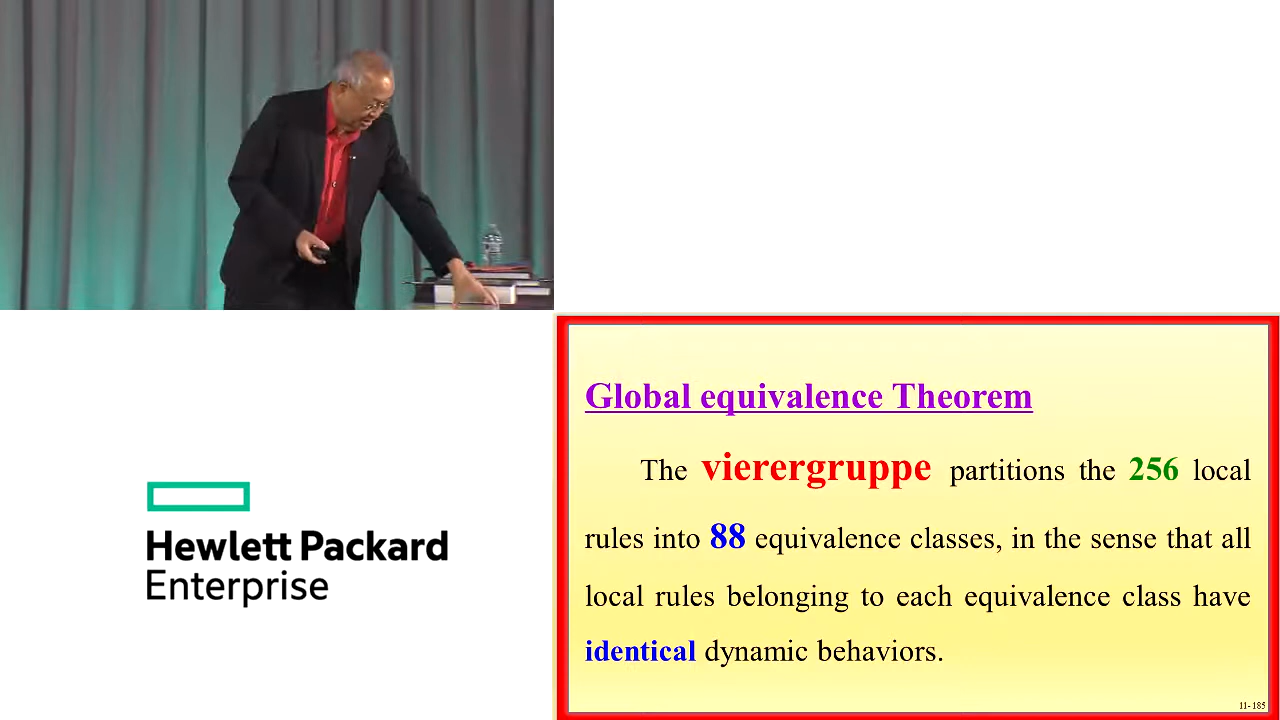 Hewlett Packard
Enterprise
Global equivalence Theorem
The vierergruppe partitions the 256 local
rules into 88 equivalence classes, in the sense that all
local rules belonging to each equivalence class have
identical dynamic behaviors.
11-185